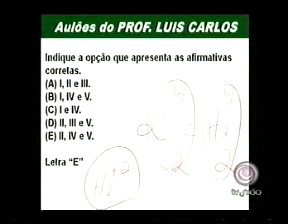 Aulões do PROF. LUIS CARLOS
Indique a opção que apresenta as afirmativas
corretas.
(A) I, II e III.
(B) I, IV e V.
(C) I e IV.
(D) II, III e V.
(E) II, IV e V.
Letra “E”